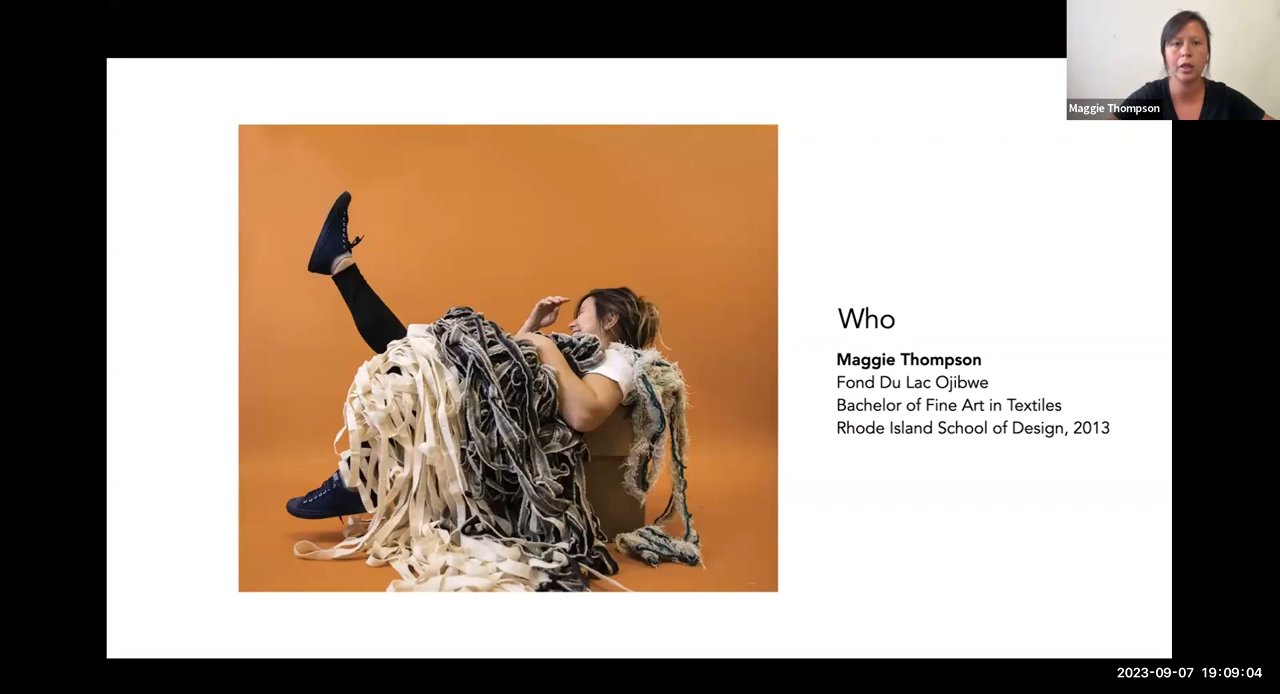 Maggie Thompson
Who
Maggie Thompson
Fond Du Lac Ojibwe
Bachelor of Fine Art in Textiles
Rhode Island School of Design, 2013
2023-09-07 19:09:04